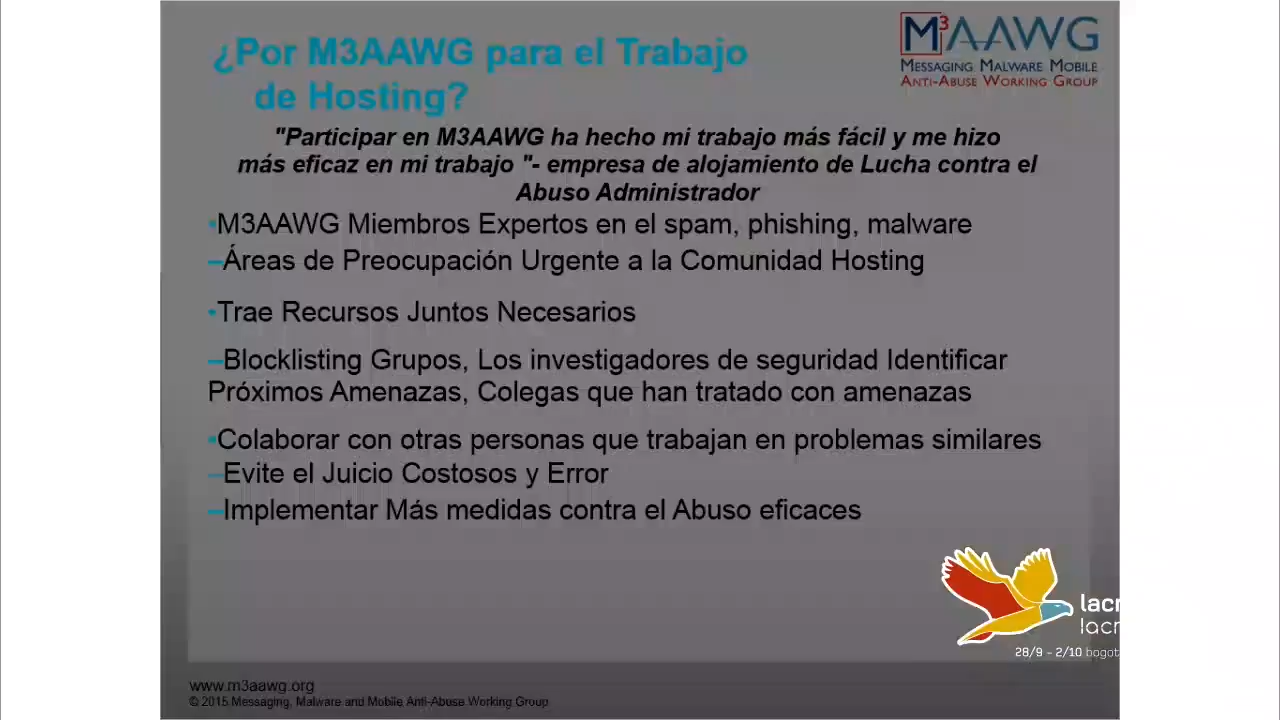 ¿Por M3AAWG para el Trabajo
de Hosting?
M3AAWG
MESSAGING MALWARE MOBILE
ANTI-ABUSE WORKING GROUP
"Participar en M3AAWG ha hecho mi trabajo más fácil y me hizo
más eficaz en mi trabajo "- empresa de alojamiento de Lucha contra el
Abuso Administrador
•M3AAWG Miembros Expertos en el spam, phishing, malware
–Áreas de Preocupación Urgente a la Comunidad Hosting
•Trae Recursos Juntos Necesarios
–Blocklisting Grupos, Los investigadores de seguridad Identificar
Próximos Amenazas, Colegas que han tratado con amenazas
•Colaborar con otras personas que trabajan en problemas similares
–Evite el Juicio Costosos y Error
–Implementar Más medidas contra el Abuso eficaces
lacr
lacr
28/9 - 2/10 bogot
www.m3aawg.org
© 2015 Messaging, Malware and Mobile Anti-Abuse Working Group